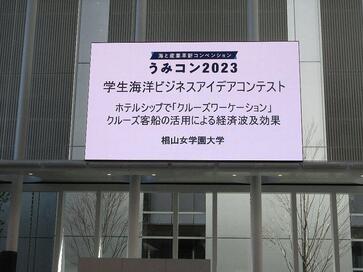 海と産業革新コンベンション
うみコン2023
学生海洋ビジネスアイデアコンテスト
ホテルシップで「クルーズワーケーション」
クルーズ客船の活用による経済波及効果
椙山女学園大学